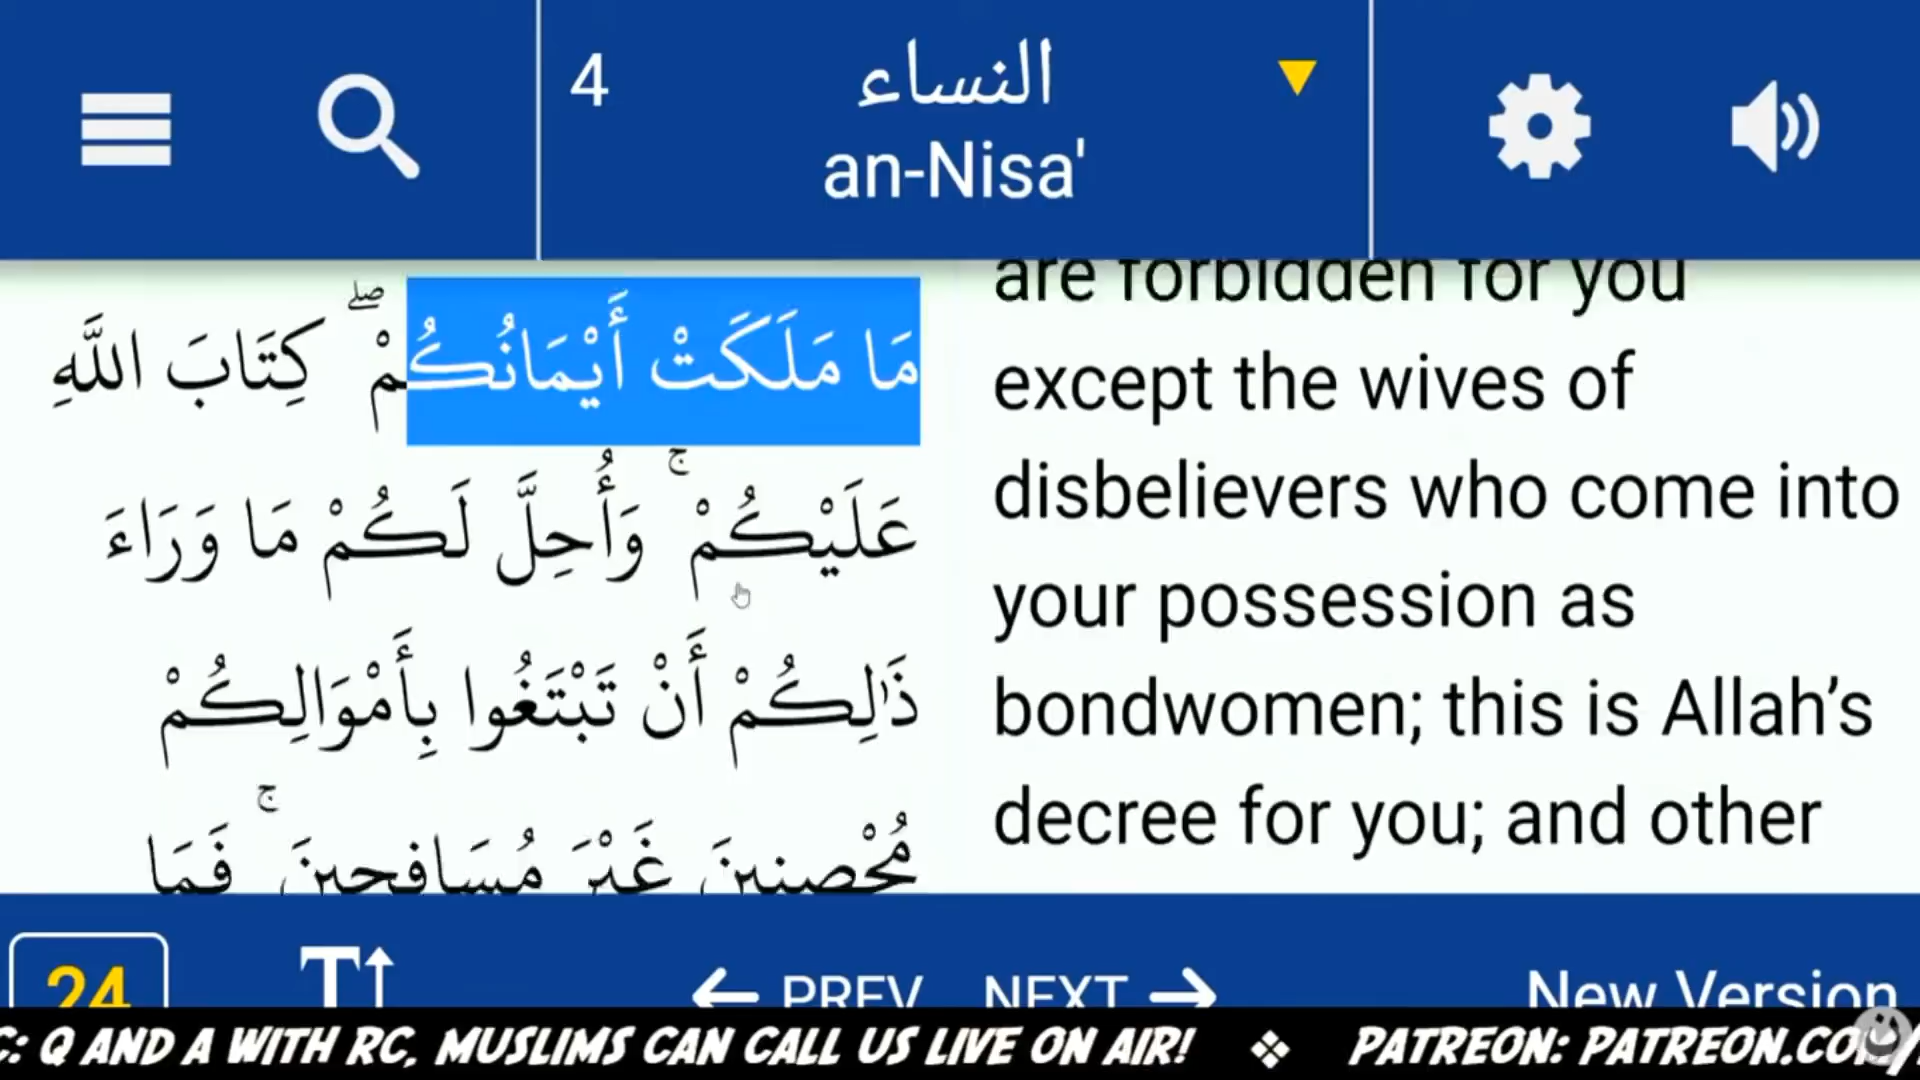 4
النساء
an-Nisa'
مَا مَلَكَتْ أَيْمَانُكُمْ ۖ كِتَابَ اللَّهِ
عَلَيْكُمْ ۚ وَأُحِلَّ لَكُمْ مَا وَرَاءَ
ذَٰلِكُمْ أَنْ تَبْتَغُوا بِأَمْوَالِكُمْ
مُحْصِنِينَ غَيْرَ مُسَافِحِينَ ۚ فَمَا
are forbidden for you
except the wives of
disbelievers who come into
your possession as
bondwomen; this is Allah’s
decree for you; and other
24
T
← PREV NEXT →
New Version
C: Q AND A WITH RC, MUSLIMS CAN CALL US LIVE ON AIR! ❖ PATREON: PATREON.COM/